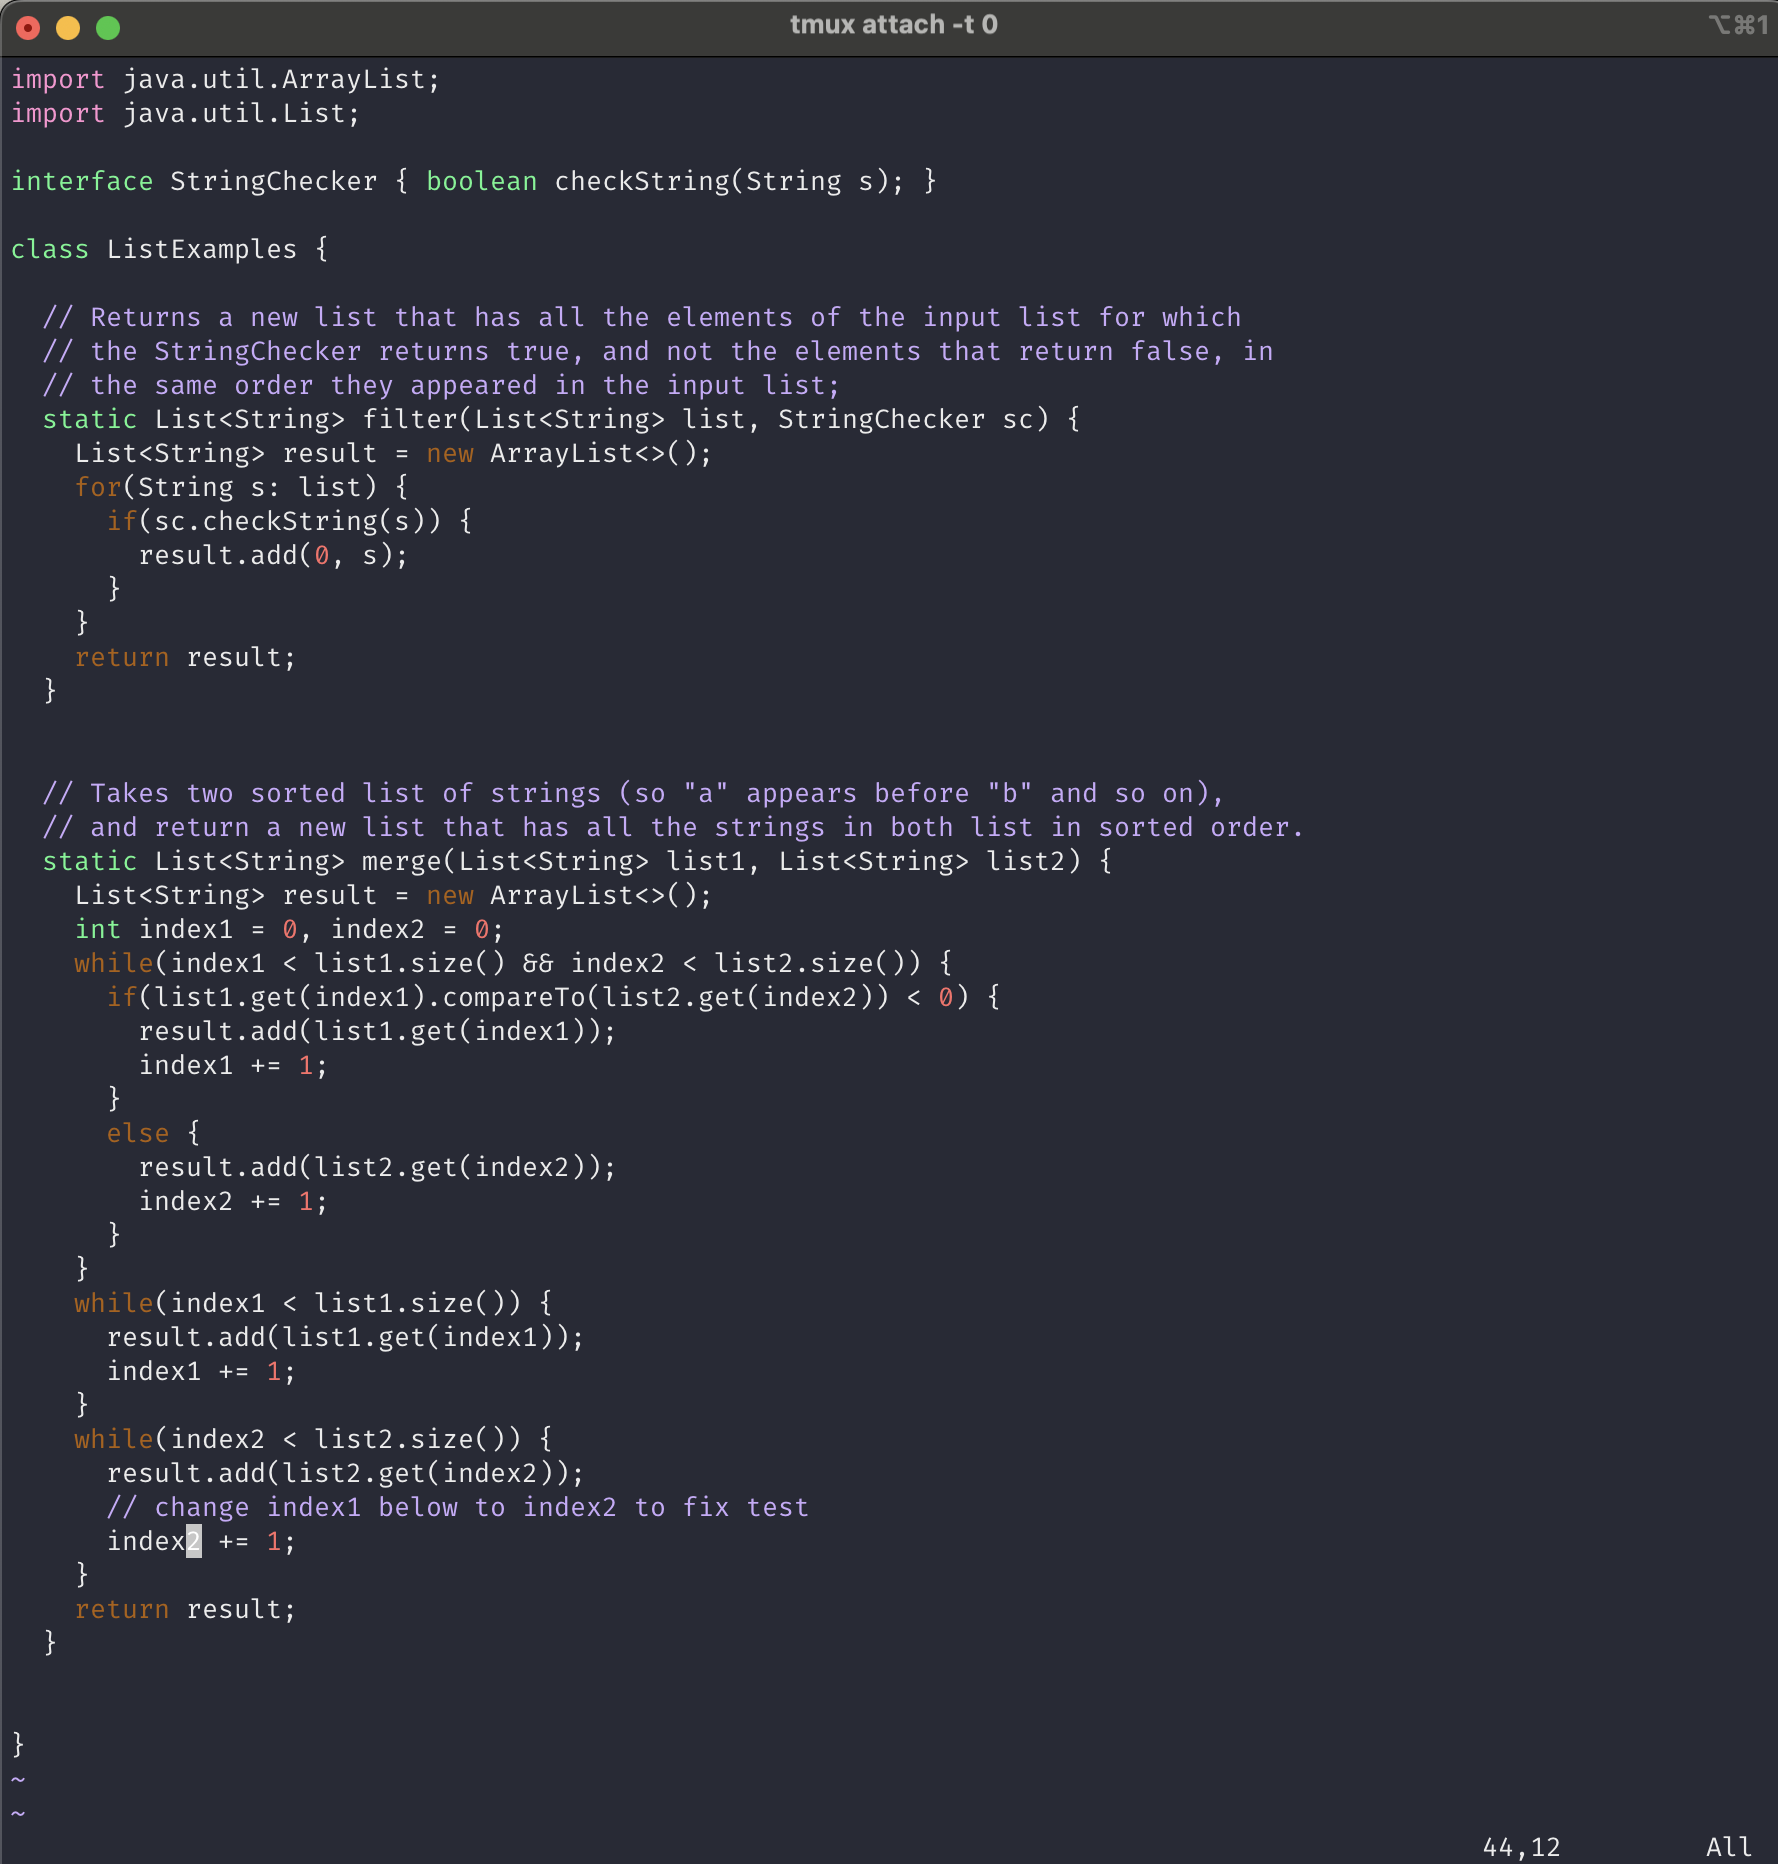 tmux attach -t 0
⌥⌘1
import java.util.ArrayList;
import java.util.List;

interface StringChecker { boolean checkString(String s); }

class ListExamples {

  // Returns a new list that has all the elements of the input list for which
  // the StringChecker returns true, and not the elements that return false, in
  // the same order they appeared in the input list;
  static List<String> filter(List<String> list, StringChecker sc) {
    List<String> result = new ArrayList<>();
    for(String s: list) {
      if(sc.checkString(s)) {
        result.add(0, s);
      }
    }
    return result;
  }


  // Takes two sorted list of strings (so "a" appears before "b" and so on),
  // and return a new list that has all the strings in both list in sorted order.
  static List<String> merge(List<String> list1, List<String> list2) {
    List<String> result = new ArrayList<>();
    int index1 = 0, index2 = 0;
    while(index1 < list1.size() && index2 < list2.size()) {
      if(list1.get(index1).compareTo(list2.get(index2)) < 0) {
        result.add(list1.get(index1));
        index1 += 1;
      }
      else {
        result.add(list2.get(index2));
        index2 += 1;
      }
    }
    while(index1 < list1.size()) {
      result.add(list1.get(index1));
      index1 += 1;
    }
    while(index2 < list2.size()) {
      result.add(list2.get(index2));
      // change index1 below to index2 to fix test
      index2 += 1;
    }
    return result;
  }


}
~
~
44,12 All